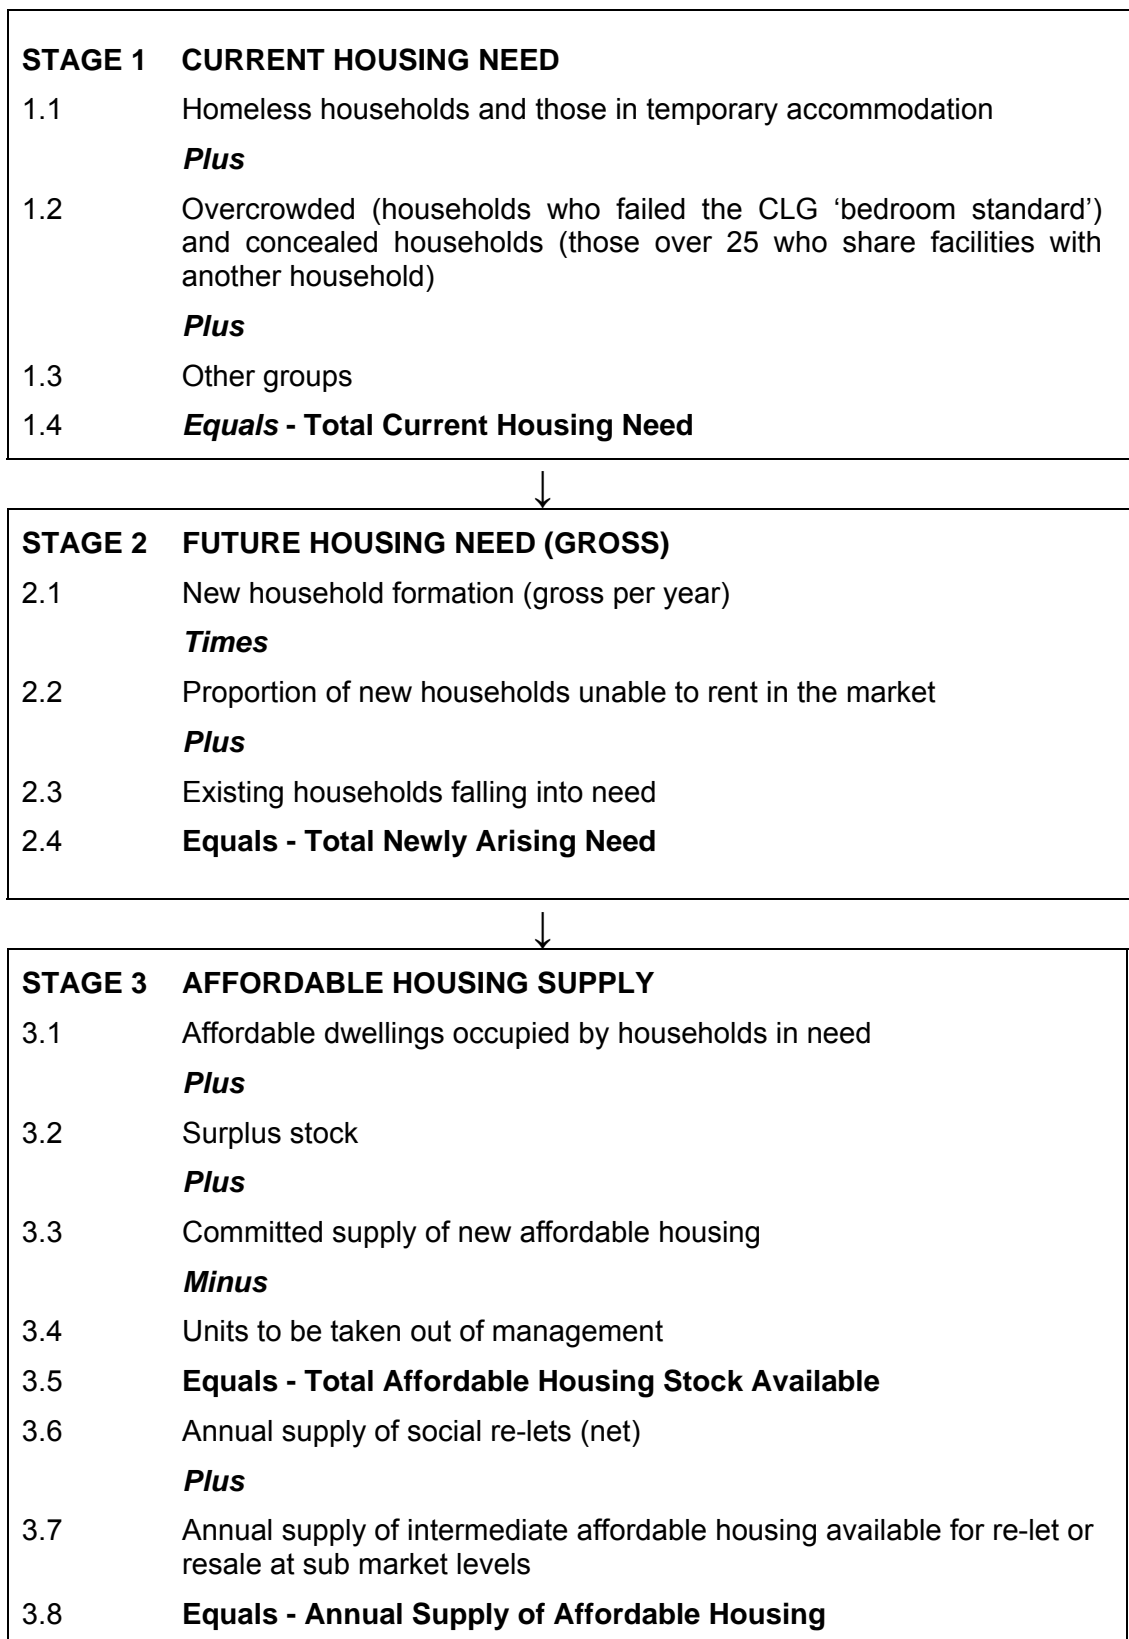 STAGE 1 CURRENT HOUSING NEED
1.1 Homeless households and those in temporary accommodation
Plus
1.2 Overcrowded (households who failed the CLG ‘bedroom standard’)
and concealed households (those over 25 who share facilities with
another household)
Plus
1.3 Other groups
1.4 Equals - Total Current Housing Need
↓
STAGE 2 FUTURE HOUSING NEED (GROSS)
2.1 New household formation (gross per year)
Times
2.2 Proportion of new households unable to rent in the market
Plus
2.3 Existing households falling into need
2.4 Equals - Total Newly Arising Need
↓
STAGE 3 AFFORDABLE HOUSING SUPPLY
3.1 Affordable dwellings occupied by households in need
Plus
3.2 Surplus stock
Plus
3.3 Committed supply of new affordable housing
Minus
3.4 Units to be taken out of management
3.5 Equals - Total Affordable Housing Stock Available
3.6 Annual supply of social re-lets (net)
Plus
3.7 Annual supply of intermediate affordable housing available for re-let or
resale at sub market levels
3.8 Equals - Annual Supply of Affordable Housing